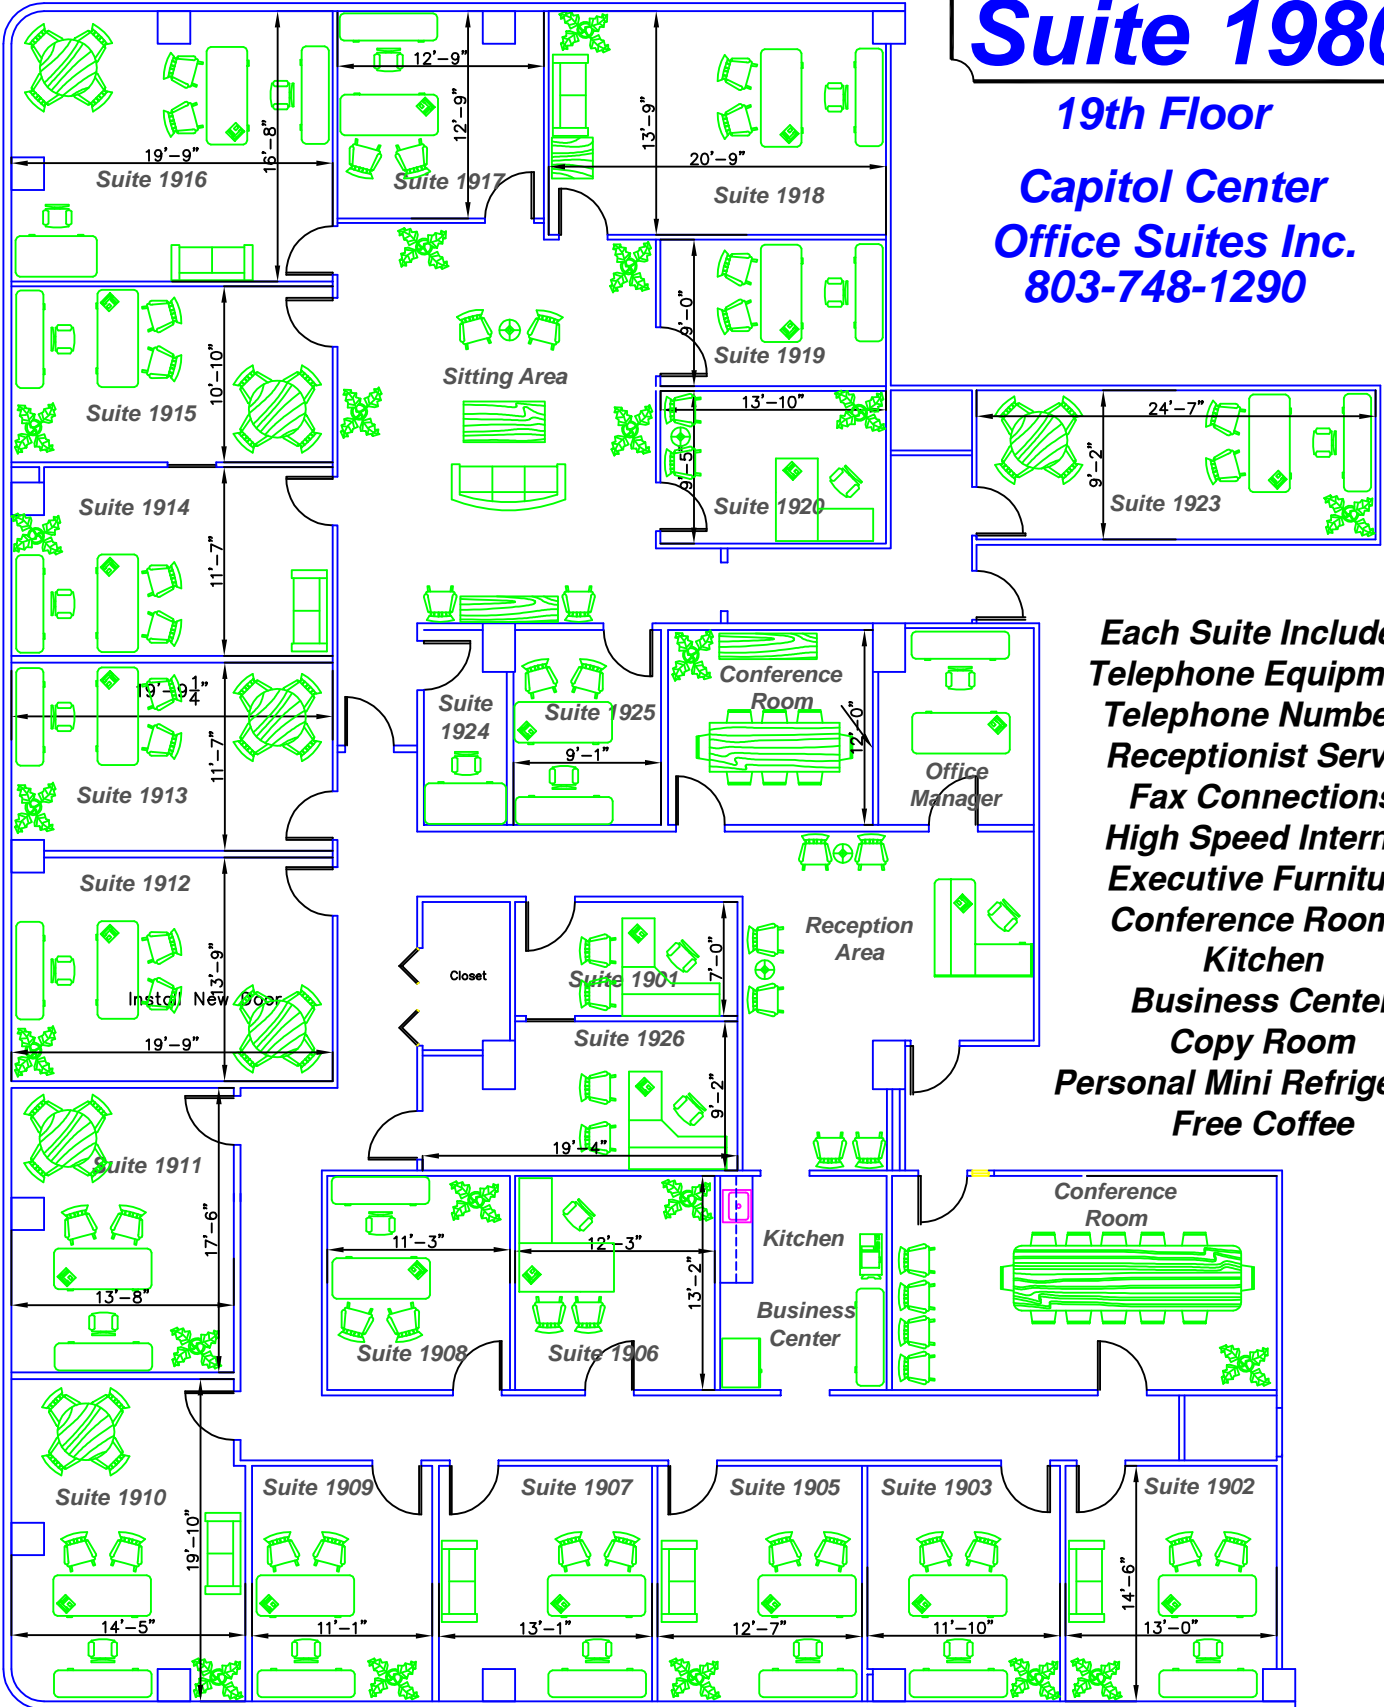 Suite 1980
19th Floor
Capitol Center
Office Suites Inc.
803-748-1290
12'-9"
12'-9"
13'-9"
16'-8"
19'-9"
20'-9"
Suite 1916
Suite 1917
Suite 1918
9'-0"
10'-10"
Suite 1919
Sitting Area
Suite 1915
13'-10"
24'-7"
9'-5"
9'-2"
Suite 1914
Suite 1920
Suite 1923
11'-7"
Each Suite Include
Telephone Equipm
Telephone Numbe
Receptionist Serv
Fax Connections
High Speed Intern
Executive Furnitu
Conference Room
Kitchen
Business Center
Copy Room
Personal Mini Refrige
Free Coffee
19'-9 1/4"
Suite
1924
Suite 1925
Conference
Room
9'-1"
12'-0"
11'-7"
Office
Manager
Suite 1913
Suite 1912
Reception
Area
7'-0"
13'-9"
Closet
Suite 1901
Install New Door
Suite 1926
19'-9"
9'-2"
19'-4"
Suite 1911
17'-6"
Conference
Room
11'-3"
12'-3"
Kitchen
13'-2"
13'-8"
Business
Center
Suite 1908
Suite 1906
Suite 1910
Suite 1909
Suite 1907
Suite 1905
Suite 1903
Suite 1902
19'-10"
14'-6"
14'-5"
11'-1"
13'-1"
12'-7"
11'-10"
13'-0"